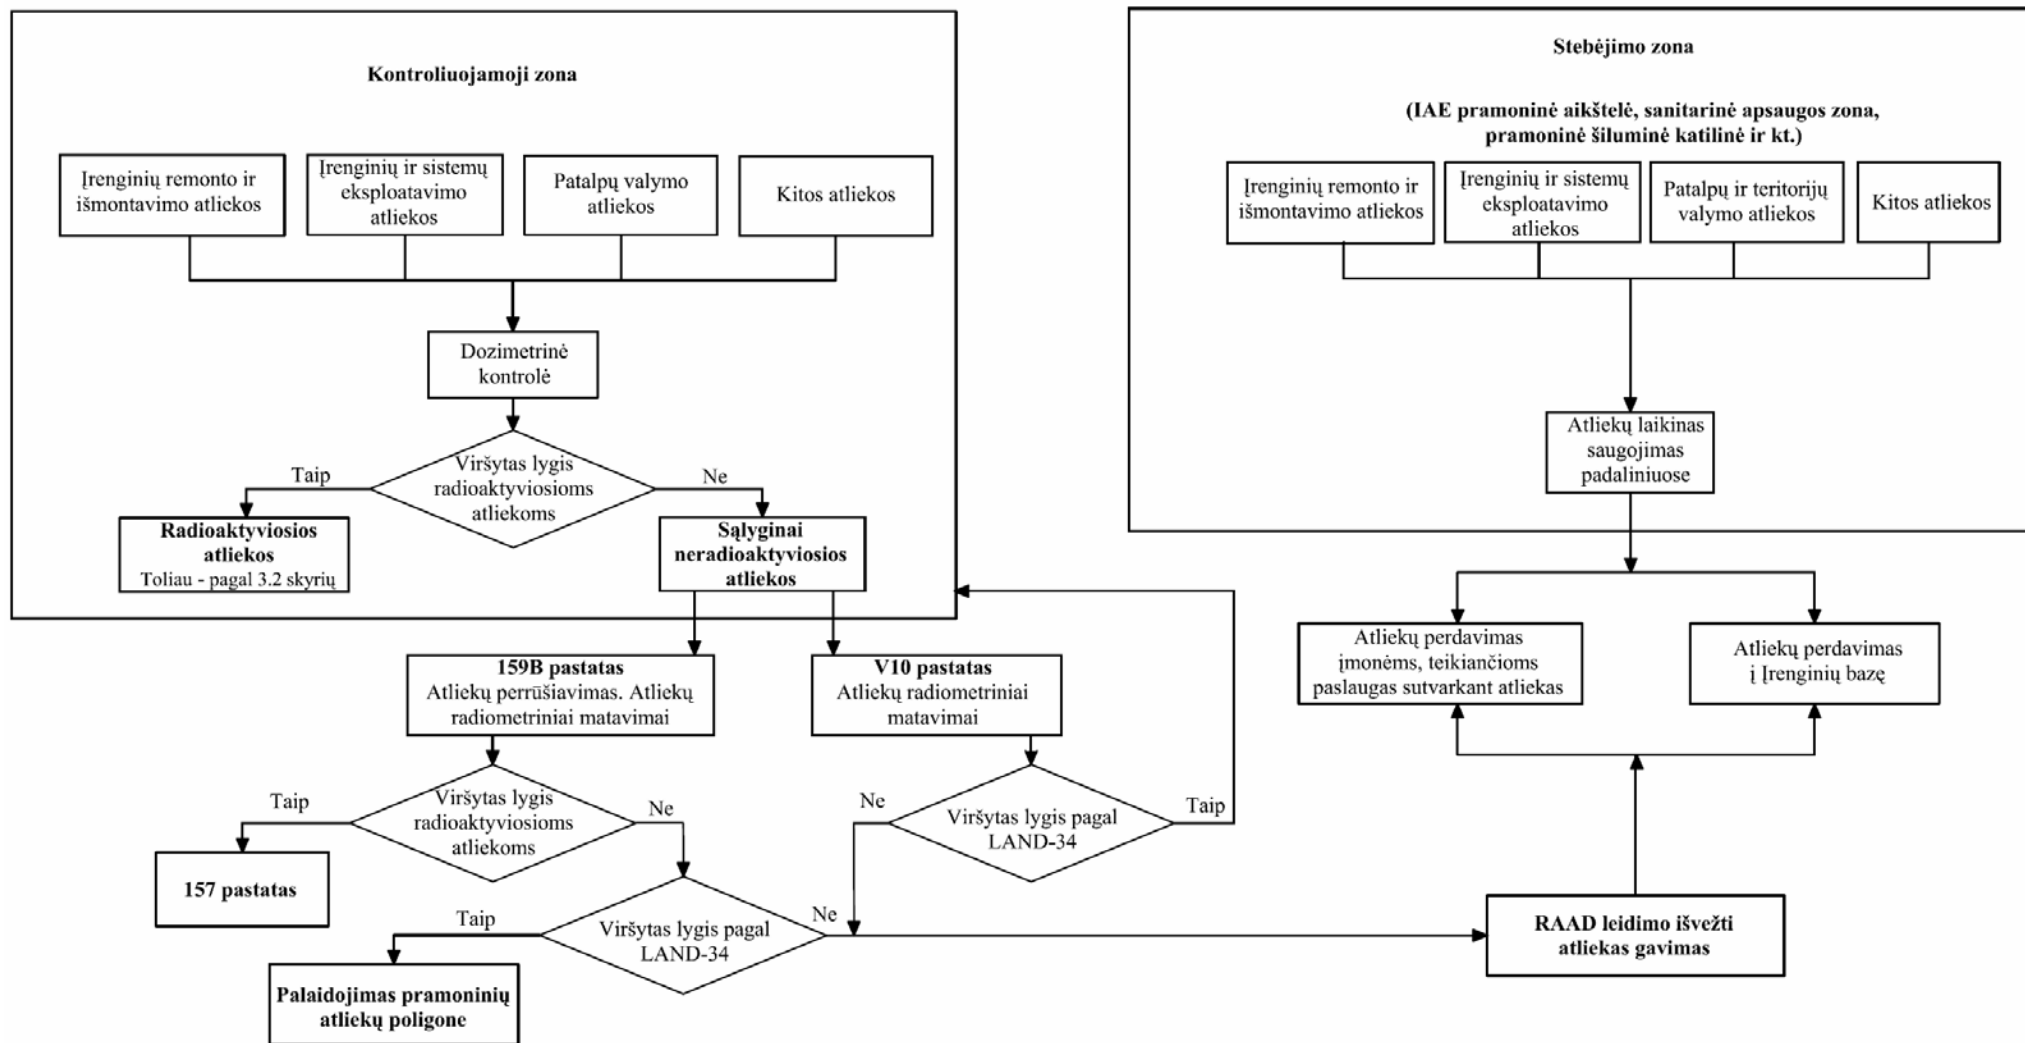 Kontroliuojamoji zona
Įrenginių remonto ir
išmontavimo atliekos
Įrenginių ir sistemų
eksploatavimo
atliekos
Patalpų valymo
atliekos
Kitos atliekos
Dozimetrinė
kontrolė
Viršytas lygis
radioaktyviosioms
atliekoms
Taip
Ne
Radioaktyviosios
atliekos
Toliau - pagal 3.2 skyrių
Sąlyginai
neradioaktyviosios
atliekos
Stebėjimo zona
(IAE pramoninė aikštelė, sanitarinė apsaugos zona,
pramoninė šiluminė katilinė ir kt.)
Įrenginių remonto ir
išmontavimo atliekos
Įrenginių ir sistemų
eksploatavimo
atliekos
Patalpų ir teritorijų
valymo atliekos
Kitos atliekos
Atliekų laikinas
saugojimas
padaliniuose
159B pastatas
Atliekų perrūšiavimas. Atliekų
radiometriniai matavimai
V10 pastatas
Atliekų radiometriniai
matavimai
Atliekų perdavimas
įmonėms, teikiančioms
paslaugas sutvarkant atliekas
Atliekų perdavimas
į Įrenginių bazę
Taip
Viršytas lygis
radioaktyviosioms
atliekoms
Ne
Ne
Viršytas lygis pagal
LAND-34
Taip
157 pastatas
Taip
Viršytas lygis pagal
LAND-34
Ne
RAAD leidimo išvežti
atliekas gavimas
Palaidojimas pramoninių
atliekų poligone